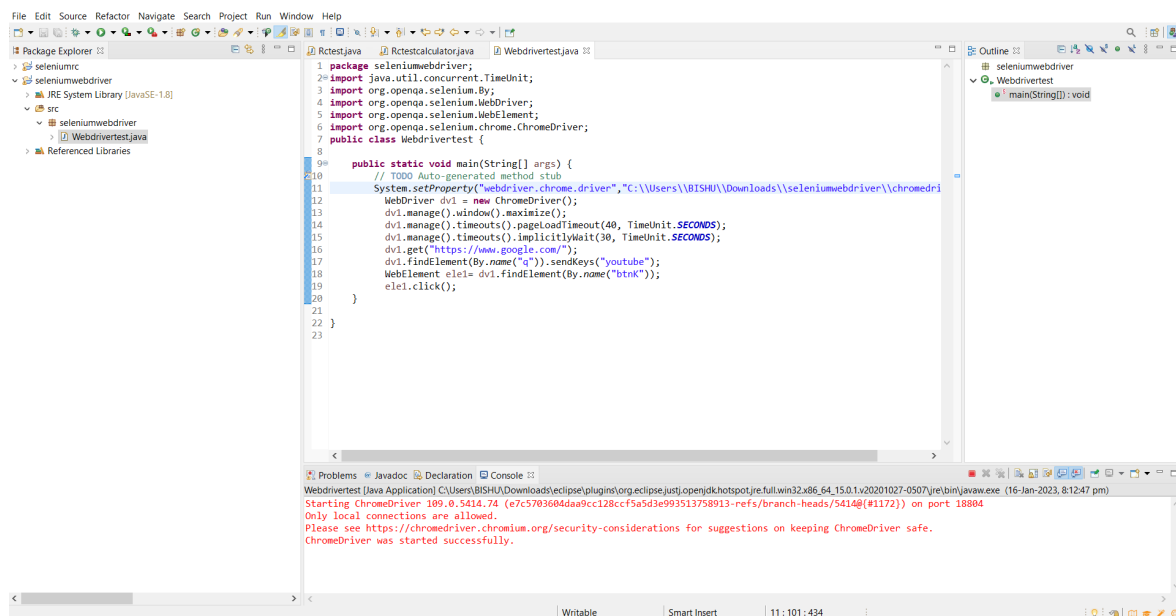 File Edit Source Refactor Navigate Search Project Run Window Help
Package Explorer
seleniumrc
seleniumwebdriver
JRE System Library [JavaSE-1.8]
src
seleniumwebdriver
Webdrivertest.java
Referenced Libraries
Rctest.java Rctestcalculator.java Webdrivertest.java
1 package seleniumwebdriver;
2 import java.util.concurrent.TimeUnit;
3 import org.openqa.selenium.By;
4 import org.openqa.selenium.WebDriver;
5 import org.openqa.selenium.WebElement;
6 import org.openqa.selenium.chrome.ChromeDriver;
7 public class Webdrivertest {
8
9 public static void main(String[] args) {
10 // TODO Auto-generated method stub
11 System.setProperty("webdriver.chrome.driver","C:\\Users\\BISHU\\Downloads\\seleniumwebdriver\\chromedri
12 WebDriver dv1 = new ChromeDriver();
13 dv1.manage().window().maximize();
14 dv1.manage().timeouts().pageLoadTimeout(40, TimeUnit.SECONDS);
15 dv1.manage().timeouts().implicitlyWait(30, TimeUnit.SECONDS);
16 dv1.get("https://www.google.com/");
17 dv1.findElement(By.name("q")).sendKeys("youtube");
18 WebElement ele1= dv1.findElement(By.name("btnK"));
19 ele1.click();
20 }
21
22 }
23
Outline
seleniumwebdriver
Webdrivertest
main(String[]) : void
Problems Javadoc Declaration Console
Webdrivertest [Java Application] C:\Users\BISHU\Downloads\eclipse\plugins\org.eclipse.justj.openjdk.hotspot.jre.full.win32.x86_64_15.0.1.v20201027-0507\jre\bin\javaw.exe (16-Jan-2023, 8:12:47 pm)
Starting ChromeDriver 109.0.5414.74 (e7c5703604daa9cc128ccf5a5d3e993513758913-refs/branch-heads/5414@{#1172}) on port 18804
Only local connections are allowed.
Please see https://chromedriver.chromium.org/security-considerations for suggestions on keeping ChromeDriver safe.
ChromeDriver was started successfully.
Writable Smart Insert 11 : 101 : 434